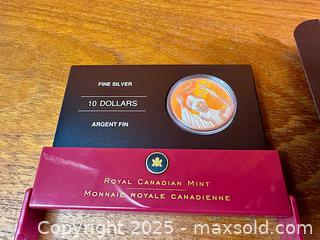 FINE SILVER
10 DOLLARS
ARGENT FIN
ROYAL CANADIAN MINT
MONNAIE ROYALE CANADIENNE
Copyright © 2025 - maxsold.com